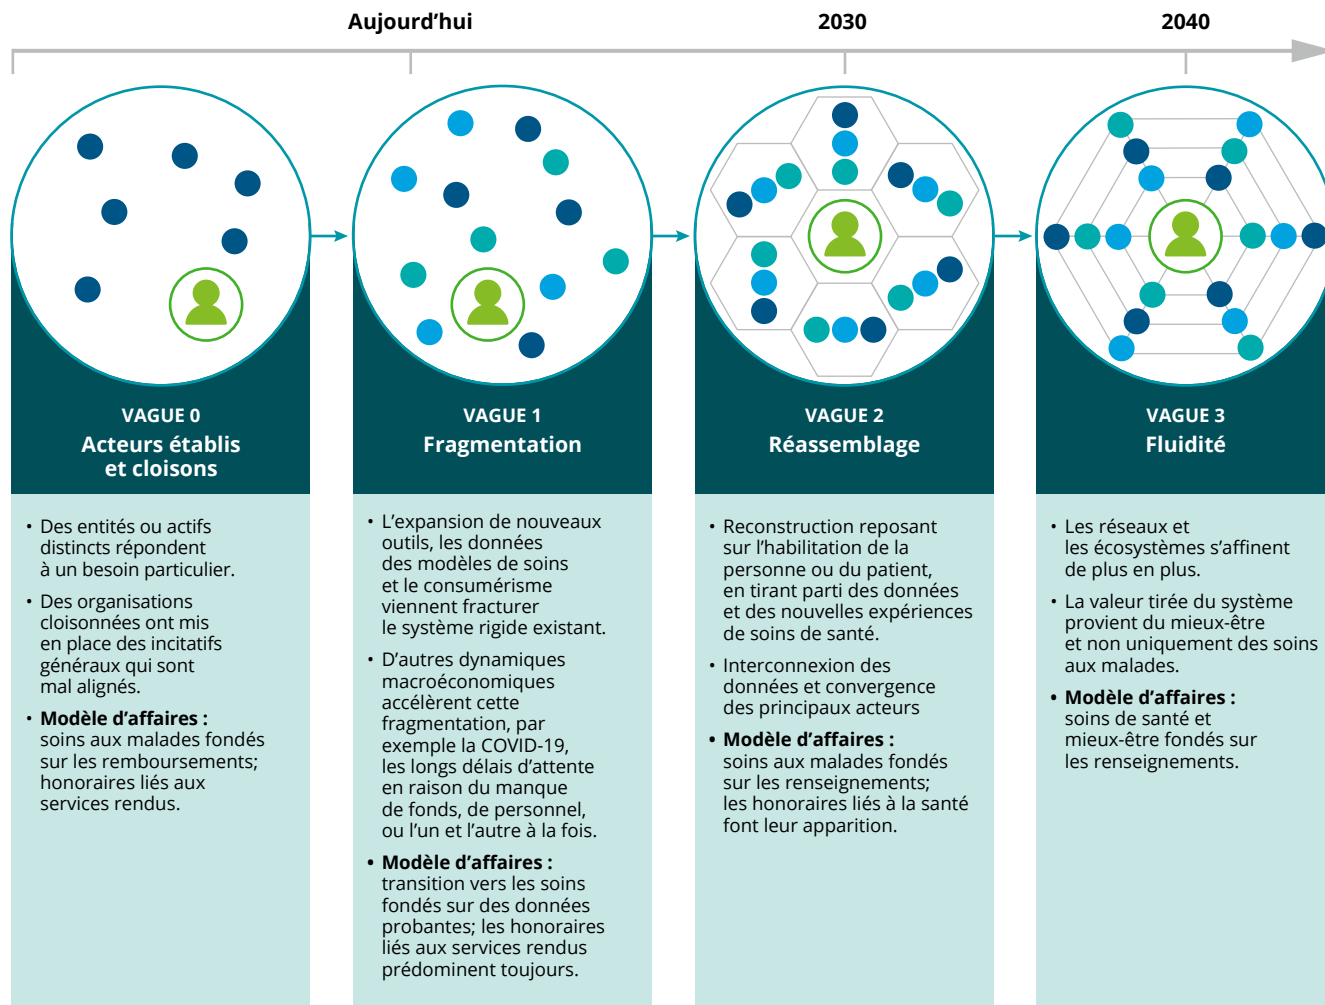 Aujourd’hui
2030
2040
VAGUE 0
Acteurs établis
et cloisons
• Des entités ou actifs
distincts répondent
à un besoin particulier.
• Des organisations
cloisonnées ont mis
en place des incitatifs
généraux qui sont
mal alignés.
• Modèle d’affaires :
soins aux malades fondés
sur les remboursements;
honoraires liés aux
services rendus.
VAGUE 1
Fragmentation
• L’expansion de nouveaux
outils, les données
des modèles de soins
et le consumérisme
viennent fracturer
le système rigide existant.
• D’autres dynamiques
macroéconomiques
accélèrent cette
fragmentation, par
exemple la COVID-19,
les longs délais d’attente
en raison du manque
de fonds, de personnel,
ou l’un et l’autre à la fois.
• Modèle d’affaires :
transition vers les soins
fondés sur des données
probantes; les honoraires
liés aux services rendus
prédominent toujours.
VAGUE 2
Réassemblage
• Reconstruction reposant
sur l’habilitation de la
personne ou du patient,
en tirant parti des données
et des nouvelles expériences
de soins de santé.
• Interconnexion des
données et convergence
des principaux acteurs
• Modèle d’affaires :
soins aux malades fondés
sur les renseignements;
les honoraires liés à la santé
font leur apparition.
VAGUE 3
Fluidité
• Les réseaux et
les écosystèmes s’affinent
de plus en plus.
• La valeur tirée du système
provient du mieux-être
et non uniquement des soins
aux malades.
• Modèle d’affaires :
soins de santé et
mieux-être fondés sur
les renseignements.